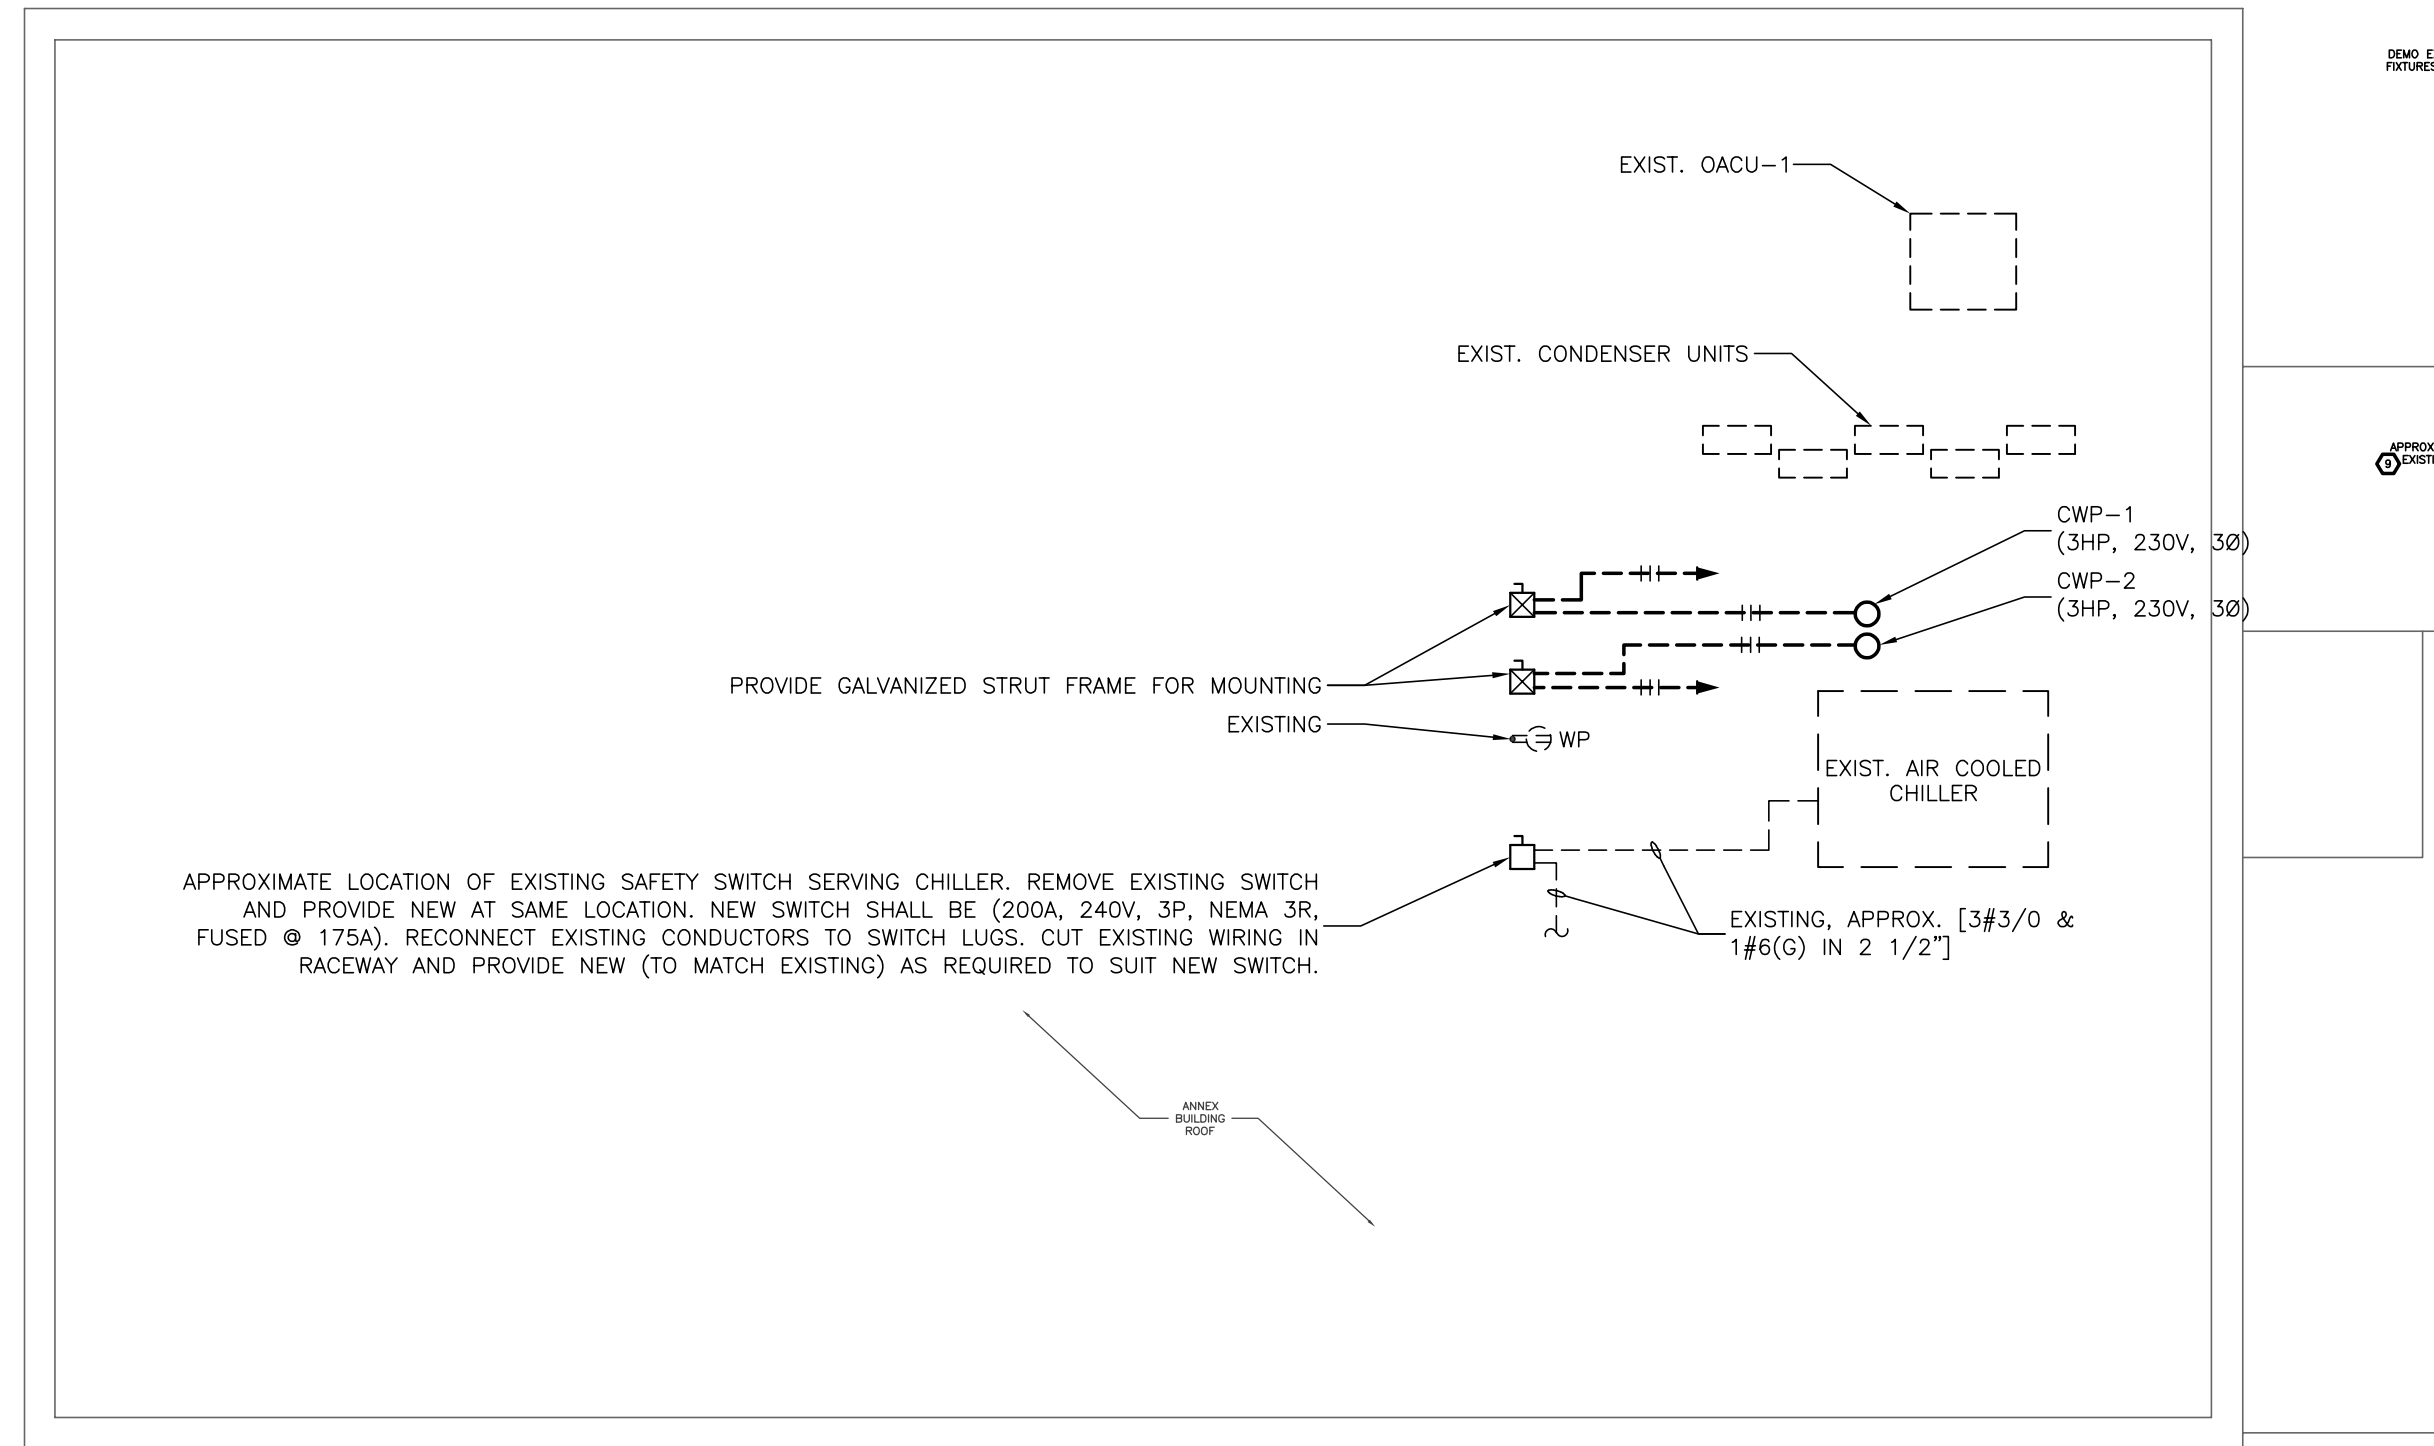 DEMO E
FIXTURES
EXIST. OACU-1
EXIST. CONDENSER UNITS
APPROX
9 EXISTI
CWP-1
(3HP, 230V, 3Ø)
CWP-2
(3HP, 230V, 3Ø)
PROVIDE GALVANIZED STRUT FRAME FOR MOUNTING
EXISTING
WP
EXIST. AIR COOLED
CHILLER
APPROXIMATE LOCATION OF EXISTING SAFETY SWITCH SERVING CHILLER. REMOVE EXISTING SWITCH
AND PROVIDE NEW AT SAME LOCATION. NEW SWITCH SHALL BE (200A, 240V, 3P, NEMA 3R,
FUSED @ 175A). RECONNECT EXISTING CONDUCTORS TO SWITCH LUGS. CUT EXISTING WIRING IN
RACEWAY AND PROVIDE NEW (TO MATCH EXISTING) AS REQUIRED TO SUIT NEW SWITCH.
EXISTING, APPROX. [3#3/0 &
1#6(G) IN 2 1/2"]
ANNEX
BUILDING
ROOF